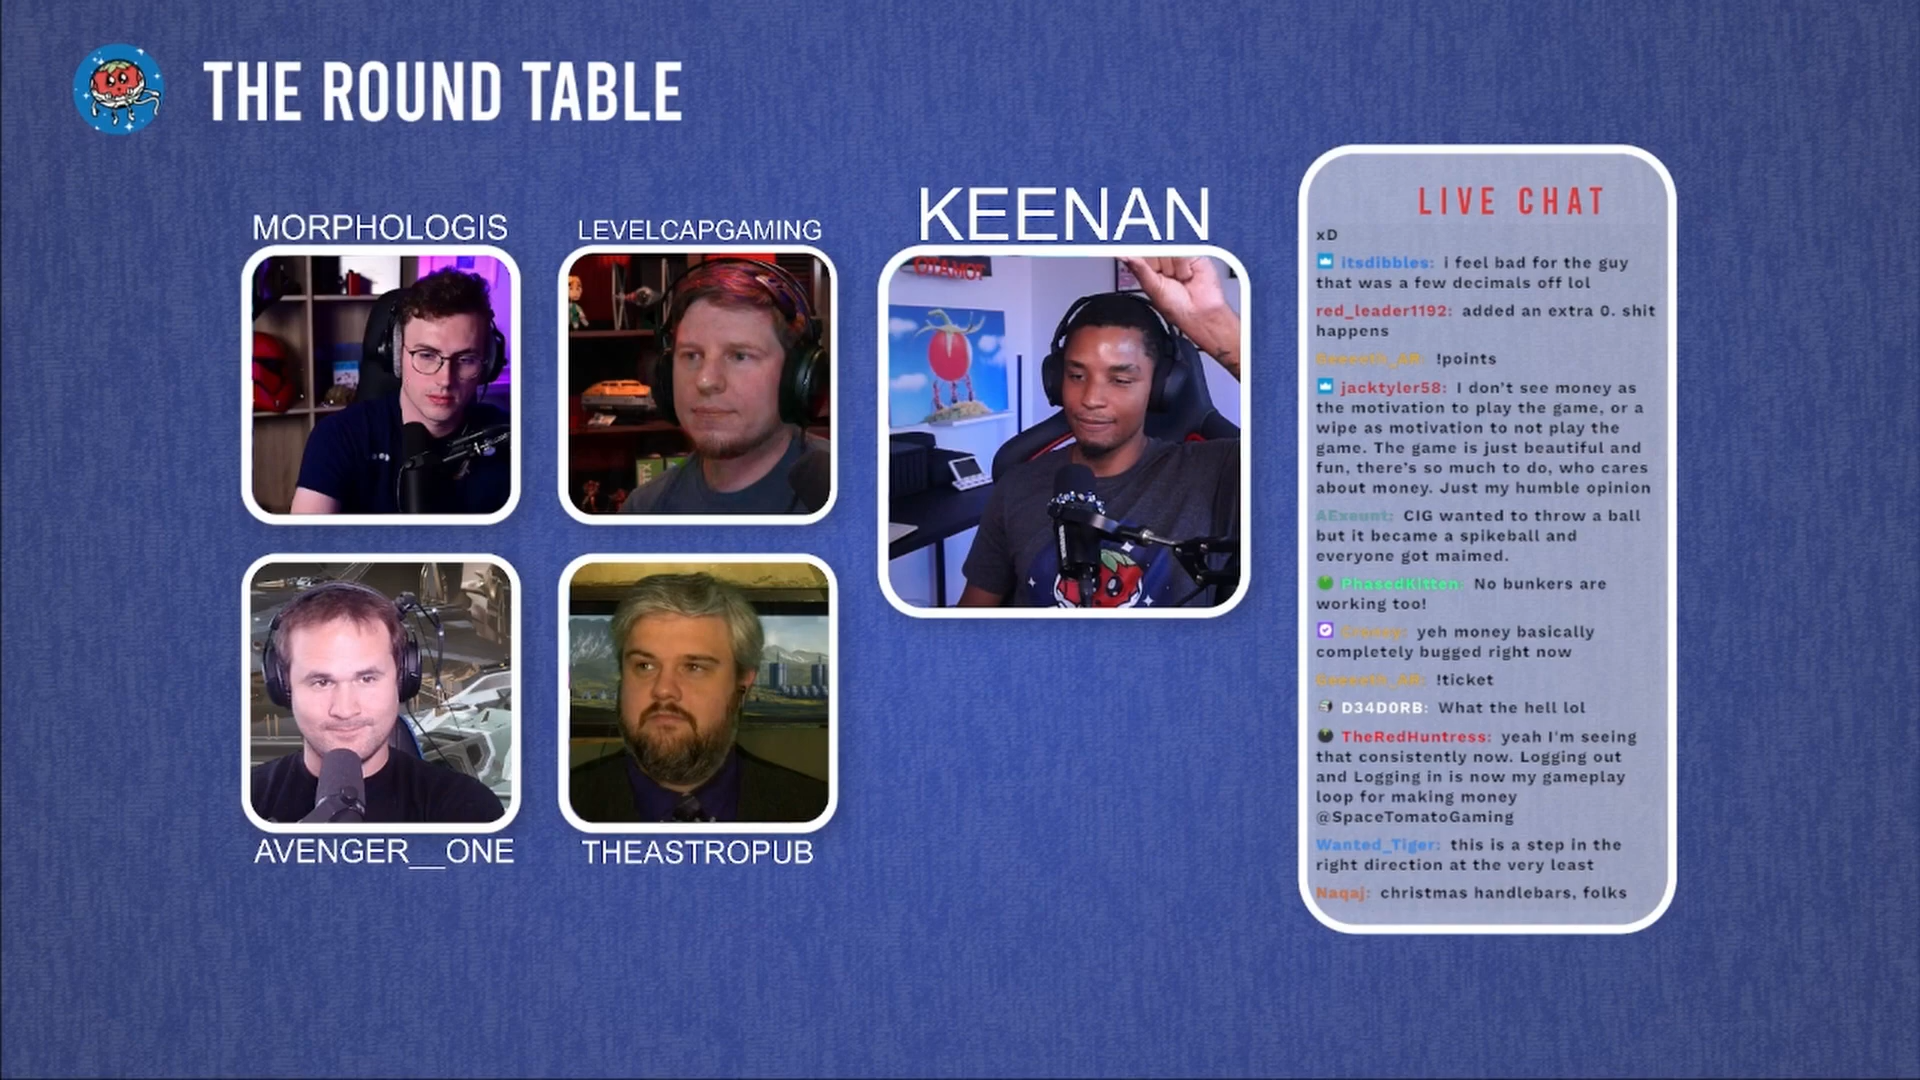 THE ROUND TABLE
MORPHOLOGIS
LEVELCAPGAMING
KEENAN
AVENGER__ONE
THEASTROPUB
LIVE CHAT
xD
itsdibbles: i feel bad for the guy
that was a few decimals off lol
red_leader1192: added an extra 0. shit
happens
!points
jacktyler58: I don't see money as
the motivation to play the game, or a
wipe as motivation to not play the
game. The game is just beautiful and
fun, there's so much to do, who cares
about money. Just my humble opinion
AExeunt: CIG wanted to throw a ball
but it became a spikeball and
everyone got maimed.
PhasedKitten: No bunkers are
working too!
yeh money basically
completely bugged right now
!ticket
D34D0RB: What the hell lol
TheRedHuntress: yeah I'm seeing
that consistently now. Logging out
and Logging in is now my gameplay
loop for making money
@SpaceTomatoGaming
Wanted_Tiger: this is a step in the
right direction at the very least
Naqaj: christmas handlebars, folks